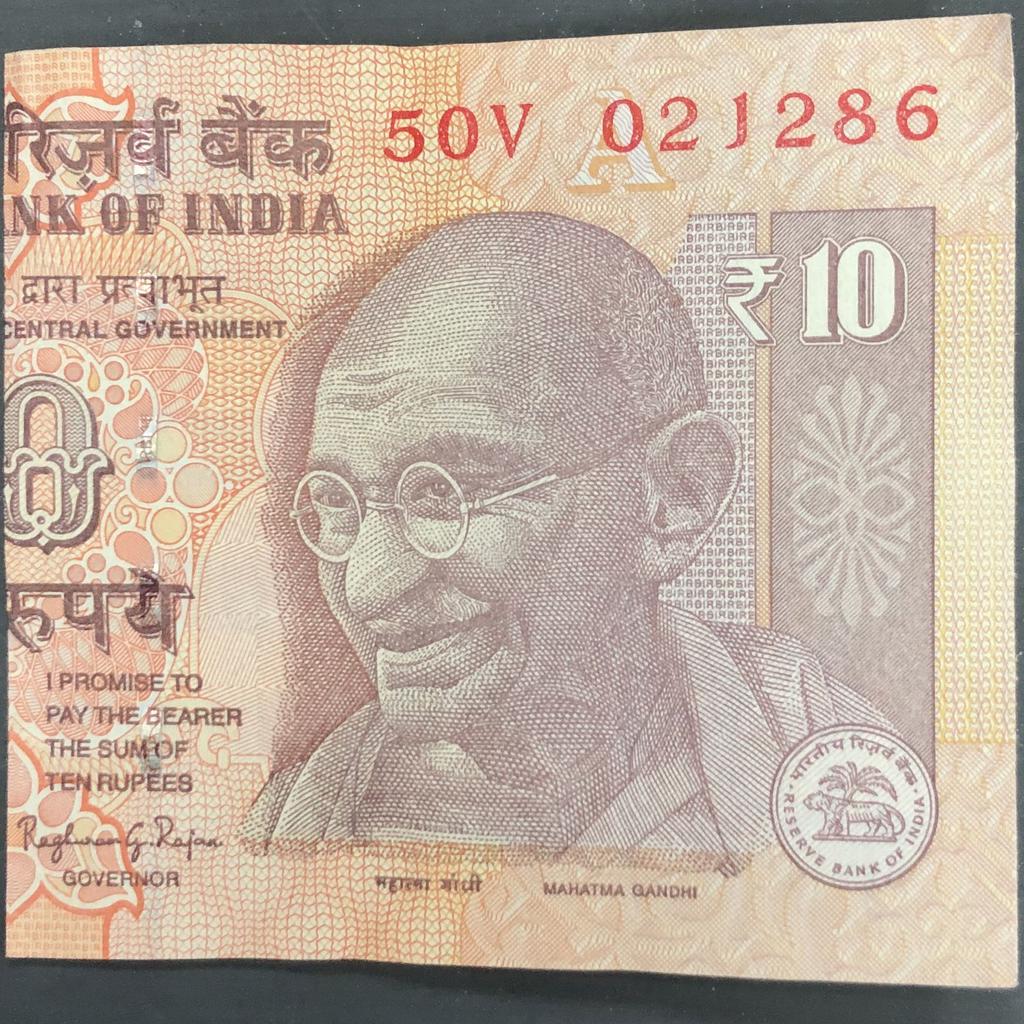 50V 021286
रिज़र्व बैंक
NK OF INDIA
द्वारा प्रत्याभूत
CENTRAL GOVERNMENT
₹ 10
0
रुपये
I PROMISE TO
PAY THE BEARER
THE SUM OF
TEN RUPEES
Raghuram G. Rajan
GOVERNOR
महात्मा गांधी
MAHATMA GANDHI
भारतीय रिज़र्व बैंक
RESERVE BANK OF INDIA
A